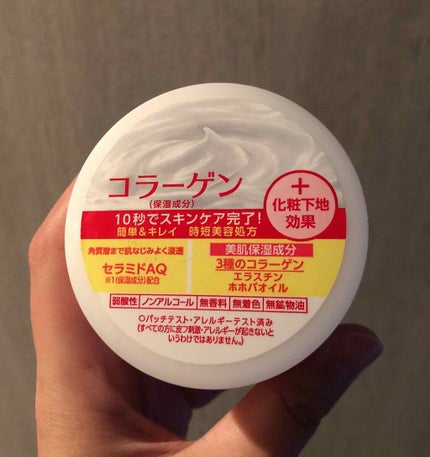 コラーゲン
(保湿成分)
＋
化粧下地
効果
10秒でスキンケア完了!
簡単&キレイ 時短美容処方
角質層まで肌なじみよく浸透
セラミドAQ
※1(保湿成分)配合
美肌保湿成分
3種のコラーゲン
エラスチン
ホホバオイル
弱酸性 ノンアルコール 無香料 無着色 無鉱物油
○パッチテスト・アレルギーテスト済み
(すべての方に皮フ刺激・アレルギーが起きないと
いうわけではありません。)